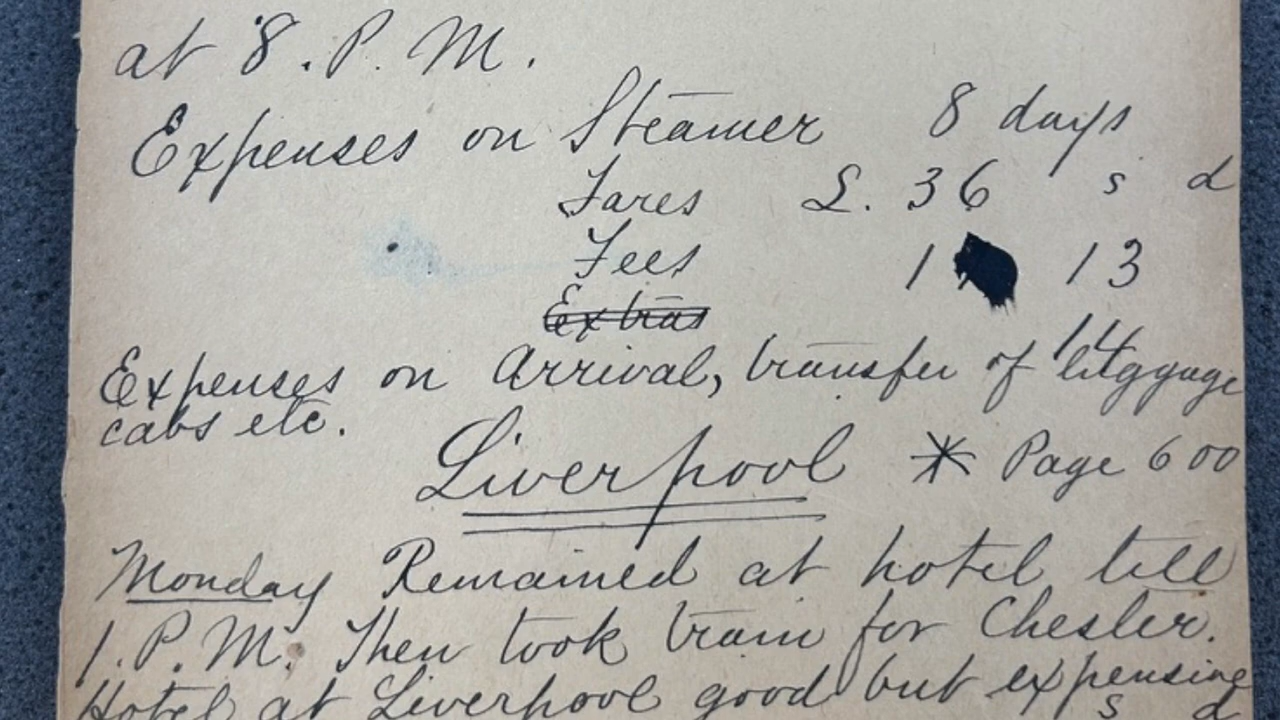 at 8. P. M.
Expenses on Steamer 8 days
Fares £. 36 s d
Fees 1 13
Extras
14
Expenses on Arrival, transfer of luggage
cabs etc.
Liverpool * Page 600
Monday Remained at hotel till
1. P. M. Then took train for Chester.
Hotel at Liverpool good but expensive
s d